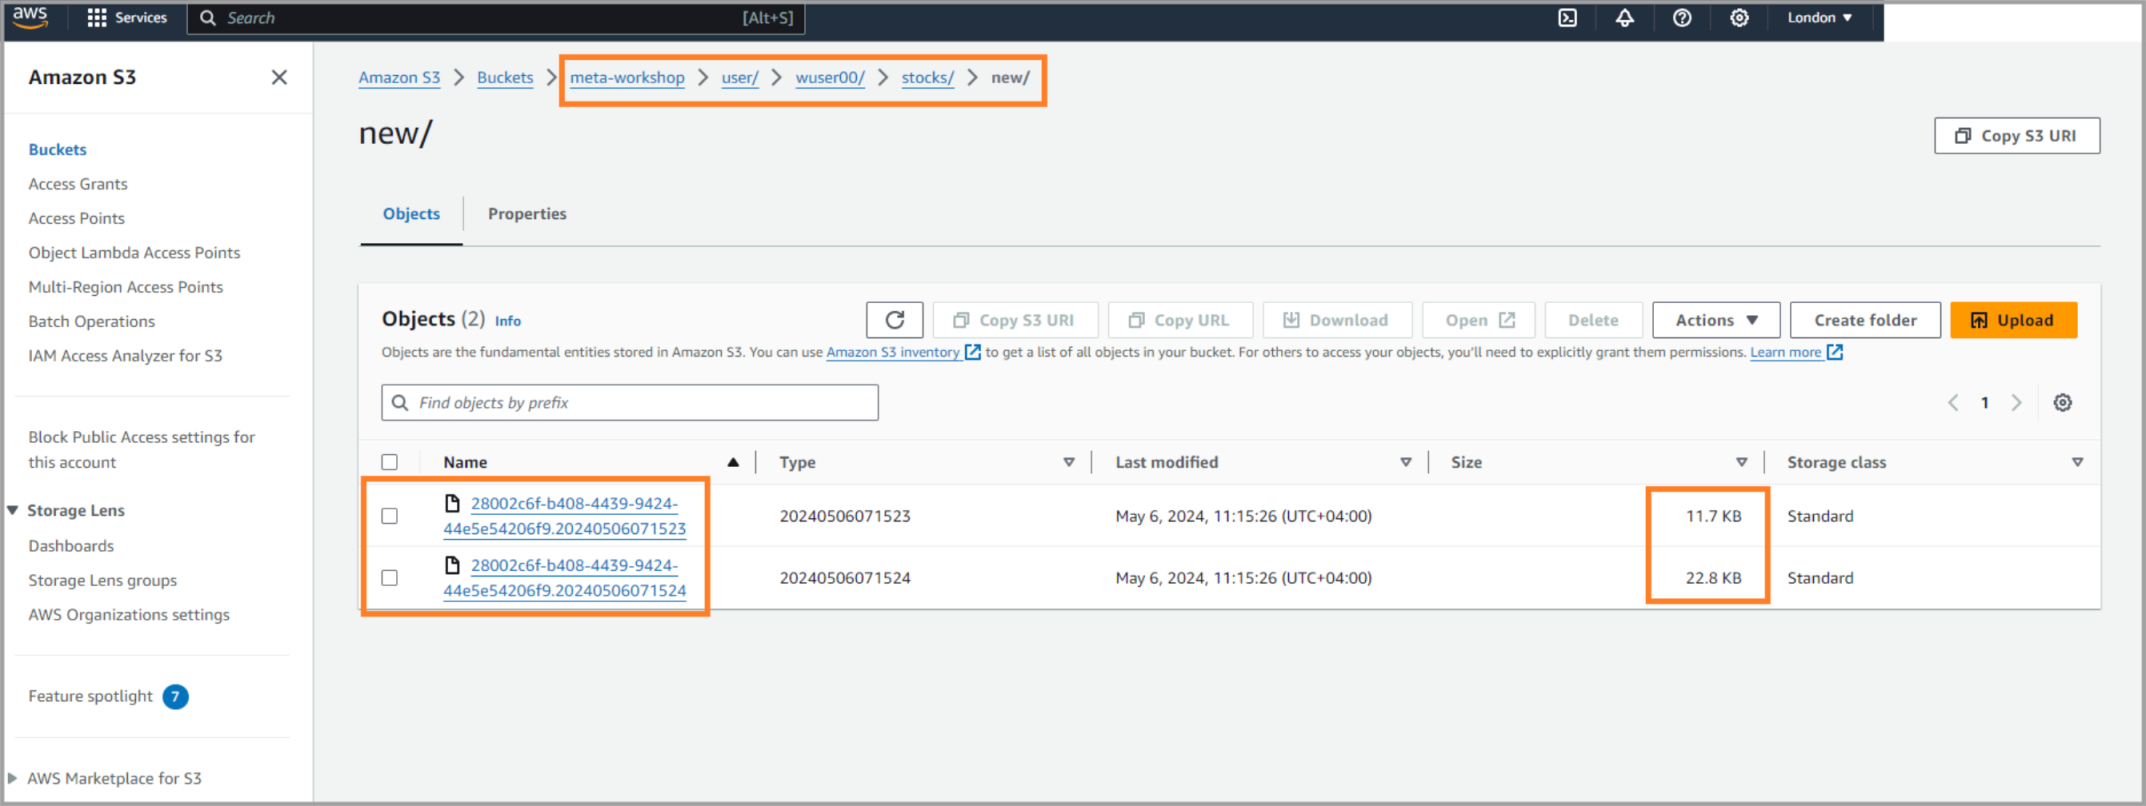 aws Services Search [Alt+S] London ▼
Amazon S3
Buckets
Access Grants
Access Points
Object Lambda Access Points
Multi-Region Access Points
Batch Operations
IAM Access Analyzer for S3
Block Public Access settings for
this account
Storage Lens
Dashboards
Storage Lens groups
AWS Organizations settings
Feature spotlight 7
AWS Marketplace for S3
Amazon S3 > Buckets > meta-workshop > user/ > wuser00/ > stocks/ > new/
new/
Copy S3 URI
Objects Properties
Objects (2) Info
Copy S3 URI Copy URL Download Open Delete Actions ▼ Create folder Upload
Objects are the fundamental entities stored in Amazon S3. You can use Amazon S3 inventory to get a list of all objects in your bucket. For others to access your objects, you'll need to explicitly grant them permissions. Learn more
Find objects by prefix
< 1 >
Name Type Last modified Size Storage class
28002c6f-b408-4439-9424-
44e5e54206f9.20240506071523 20240506071523 May 6, 2024, 11:15:26 (UTC+04:00) 11.7 KB Standard
28002c6f-b408-4439-9424-
44e5e54206f9.20240506071524 20240506071524 May 6, 2024, 11:15:26 (UTC+04:00) 22.8 KB Standard